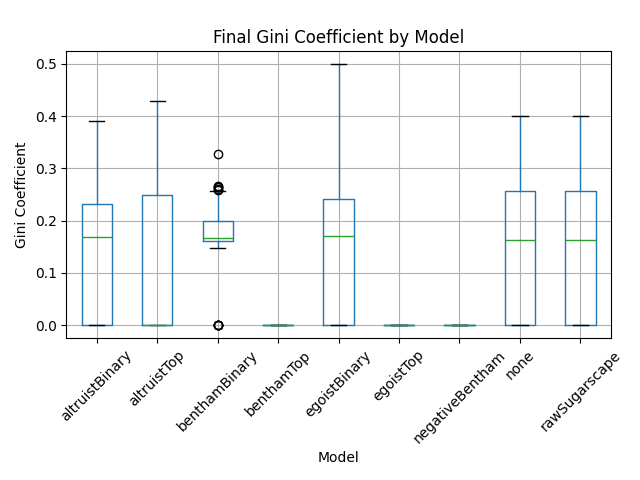 Final Gini Coefficient by Model
Gini Coefficient
0.5
0.4
0.3
0.2
0.1
0.0
altruistBinary
altruistTop
benthamBinary
benthamTop
egoistBinary
egoistTop
negativeBentham
none
rawSugarscape
Model